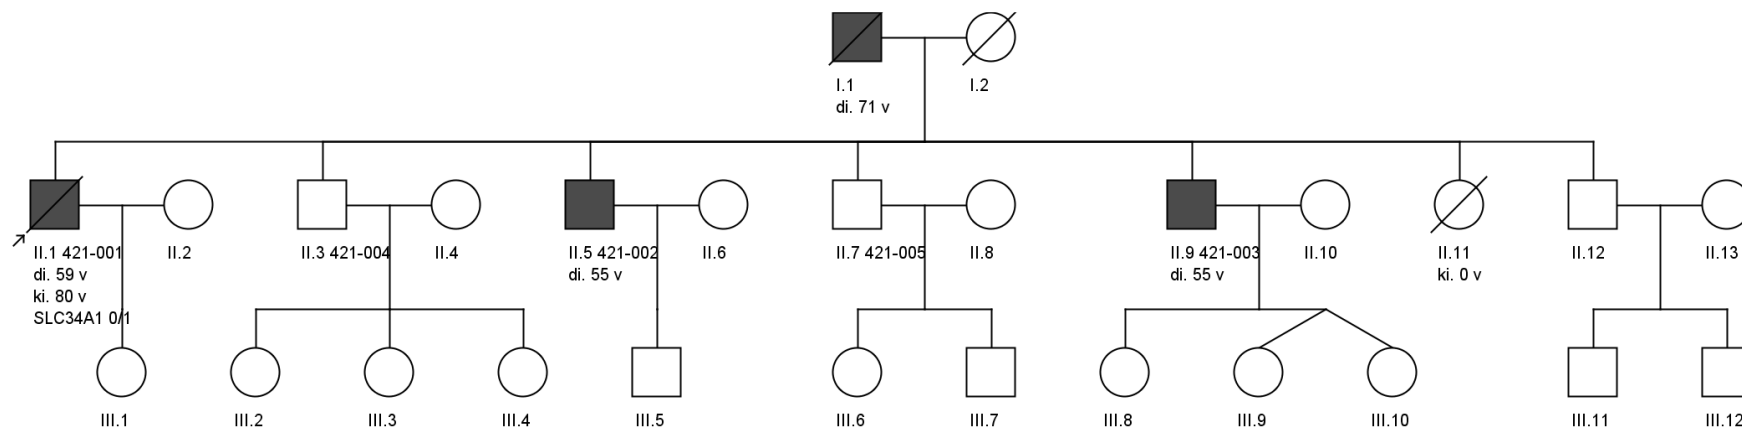 I.1
di. 71 v
I.2
II.1 421-001
di. 59 v
ki. 80 v
SLC34A1 0/1
II.2
II.3 421-004
II.4
II.5 421-002
di. 55 v
II.6
II.7 421-005
II.8
II.9 421-003
di. 55 v
II.10
II.11
ki. 0 v
II.12
II.13
III.1
III.2
III.3
III.4
III.5
III.6
III.7
III.8
III.9
III.10
III.11
III.12